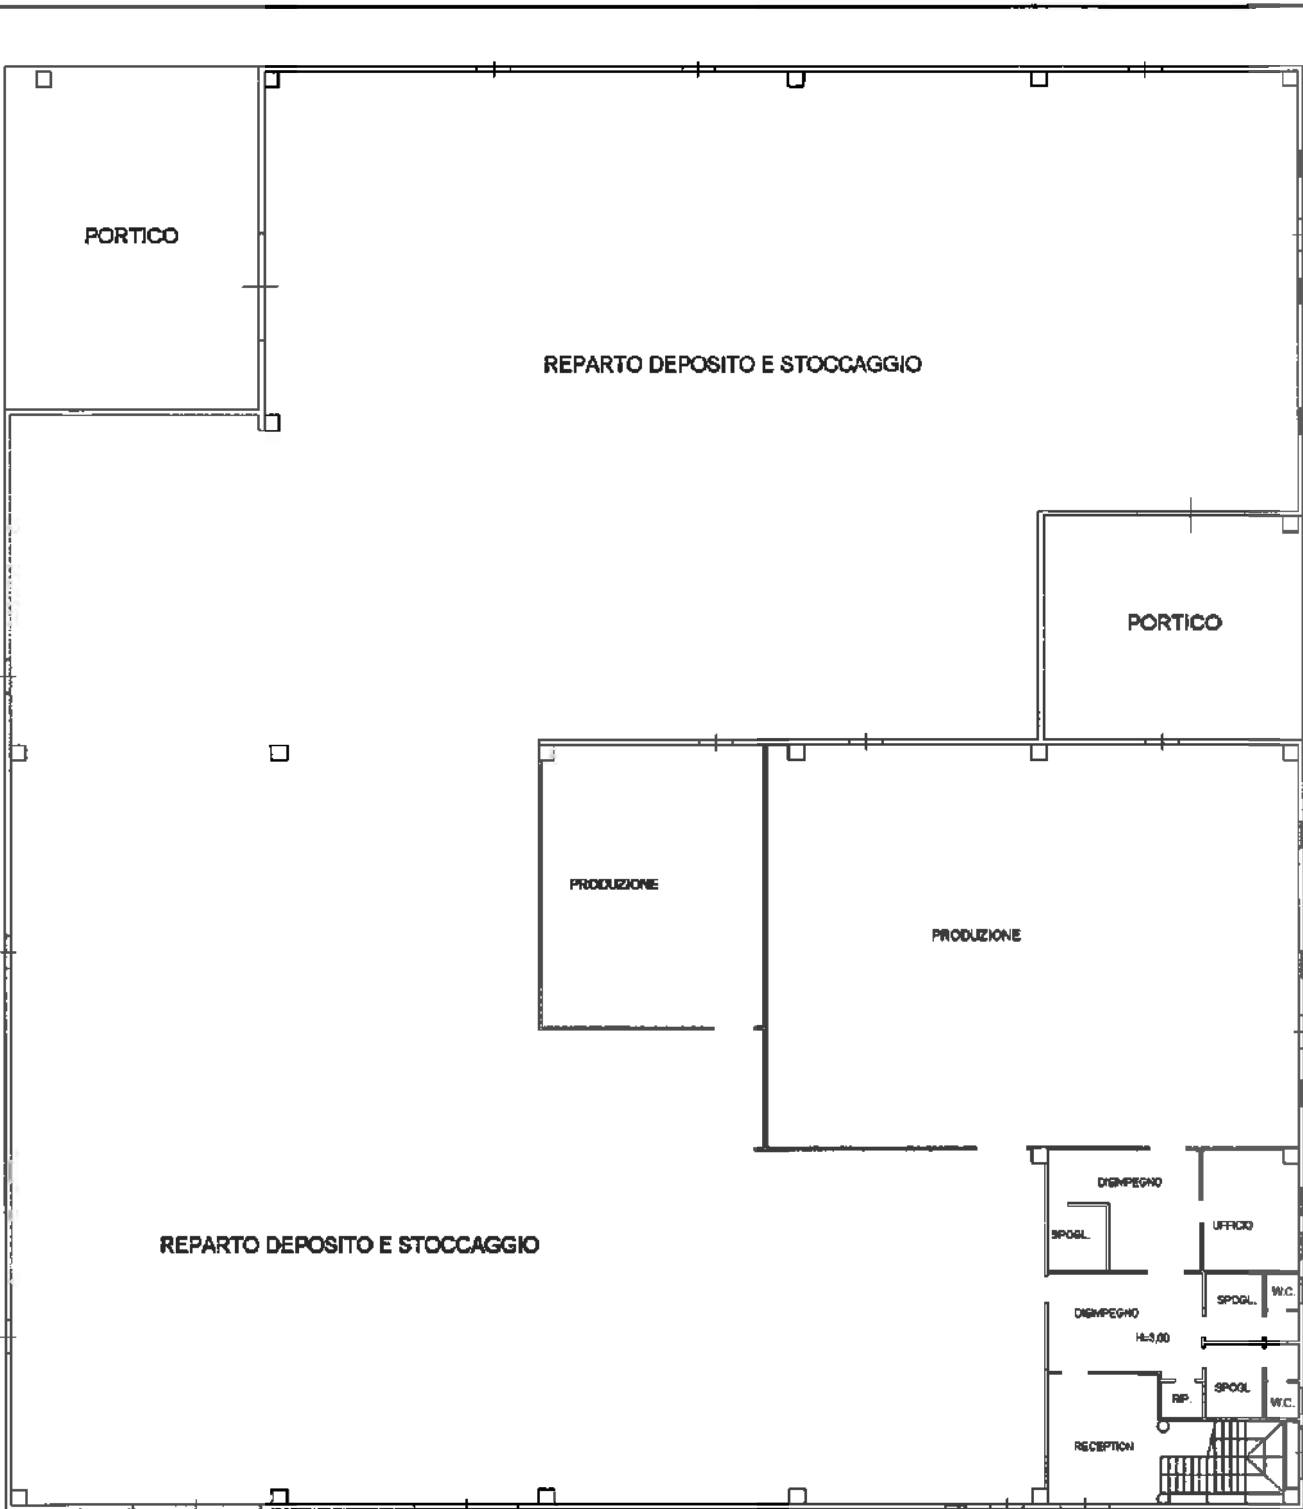 PORTICO
REPARTO DEPOSITO E STOCCAGGIO
PORTICO
PRODUZIONE
PRODUZIONE
DISIMPEGNO
UFFICIO
SPOGL.
REPARTO DEPOSITO E STOCCAGGIO
W.C.
SPOGL.
DISIMPEGNO
H=3,00
SPOGL.
RIP.
W.C.
RECEPTION